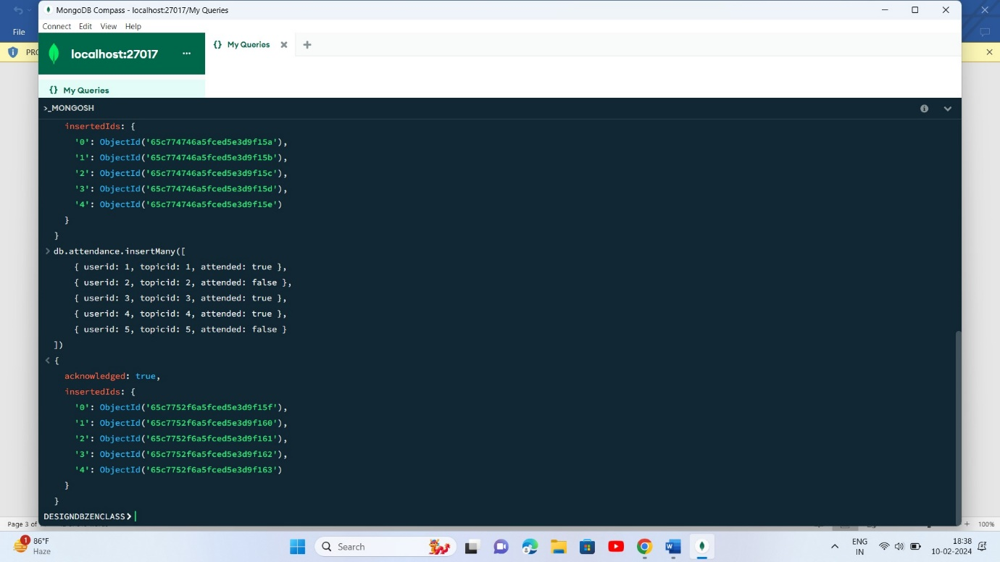 MongoDB Compass - localhost:27017/My Queries
Connect Edit View Help
File
PRO
localhost:27017 ...
{} My Queries
{} My Queries
>_MONGOSH
insertedIds: {
'0': ObjectId('65c774746a5fced5e3d9f15a'),
'1': ObjectId('65c774746a5fced5e3d9f15b'),
'2': ObjectId('65c774746a5fced5e3d9f15c'),
'3': ObjectId('65c774746a5fced5e3d9f15d'),
'4': ObjectId('65c774746a5fced5e3d9f15e')
}
}
> db.attendance.insertMany([
{ userid: 1, topicid: 1, attended: true },
{ userid: 2, topicid: 2, attended: false },
{ userid: 3, topicid: 3, attended: true },
{ userid: 4, topicid: 4, attended: true },
{ userid: 5, topicid: 5, attended: false }
])
< {
acknowledged: true,
insertedIds: {
'0': ObjectId('65c7752f6a5fced5e3d9f15f'),
'1': ObjectId('65c7752f6a5fced5e3d9f160'),
'2': ObjectId('65c7752f6a5fced5e3d9f161'),
'3': ObjectId('65c7752f6a5fced5e3d9f162'),
'4': ObjectId('65c7752f6a5fced5e3d9f163')
}
}
DESIGNDBZENCLASS>
Page 3 of
100%
1
86°F
Haze
Search
ENG
IN
18:38
10-02-2024